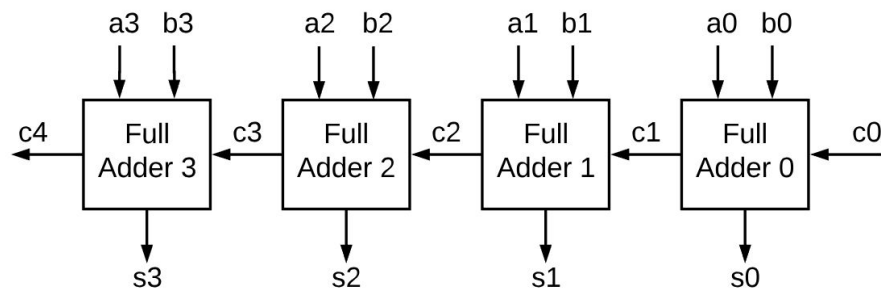 a3 b3 a2 b2 a1 b1 a0 b0
c4 Full Adder 3 c3 Full Adder 2 c2 Full Adder 1 c1 Full Adder 0 c0
s3 s2 s1 s0